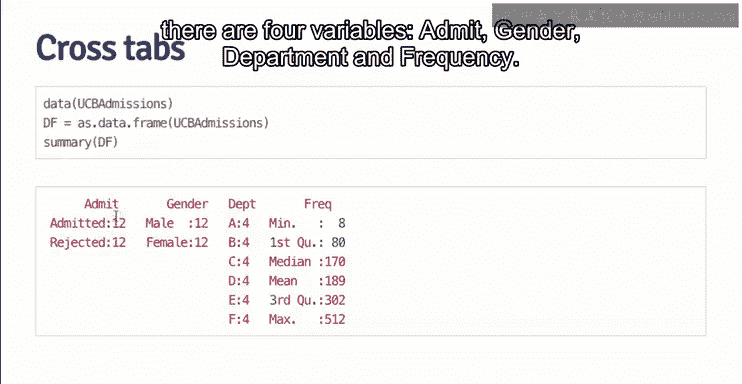 there are four variables: Admit, Gender,
Department and Frequency.
Cross tabs
data(UCBAdmissions)
DF = as.data.frame(UCBAdmissions)
summary(DF)
Admit Gender Dept Freq
Admitted:12 Male :12 A:4 Min. : 8
Rejected:12 Female:12 B:4 1st Qu.: 80
C:4 Median :170
D:4 Mean :189
E:4 3rd Qu.:302
F:4 Max. :512